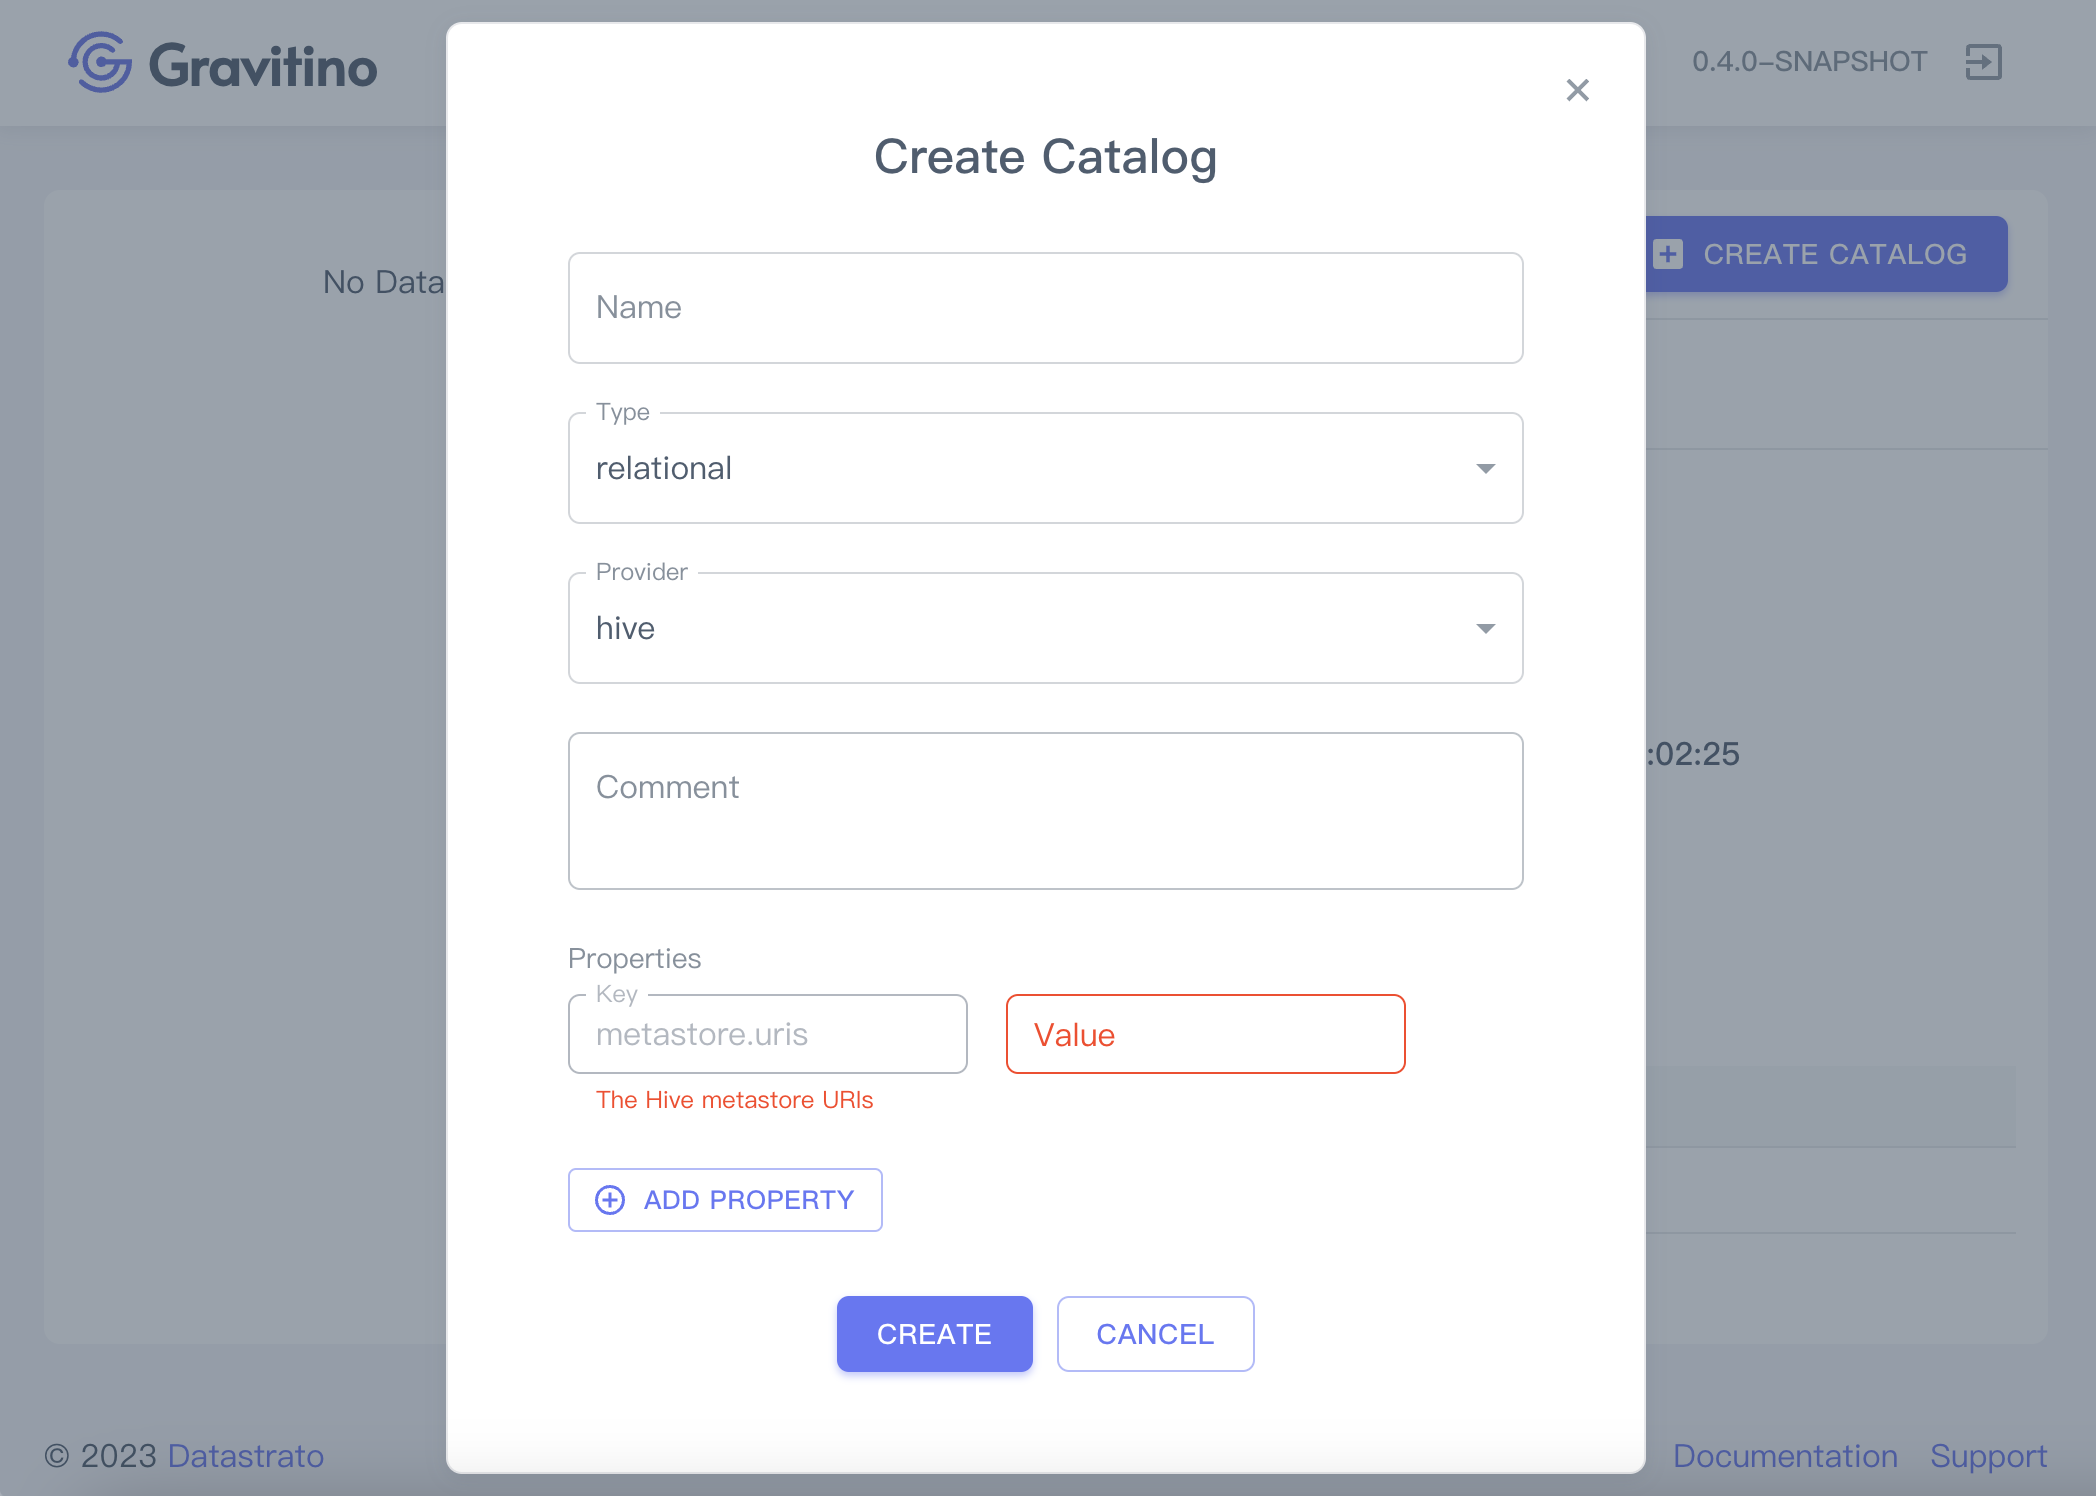 Gravitino
0.4.0-SNAPSHOT
Create Catalog
No Data
CREATE CATALOG
Name
Type
relational
Provider
hive
:02:25
Comment
Properties
Key
metastore.uris
Value
The Hive metastore URIs
ADD PROPERTY
CREATE
CANCEL
© 2023 Datastrato
Documentation
Support